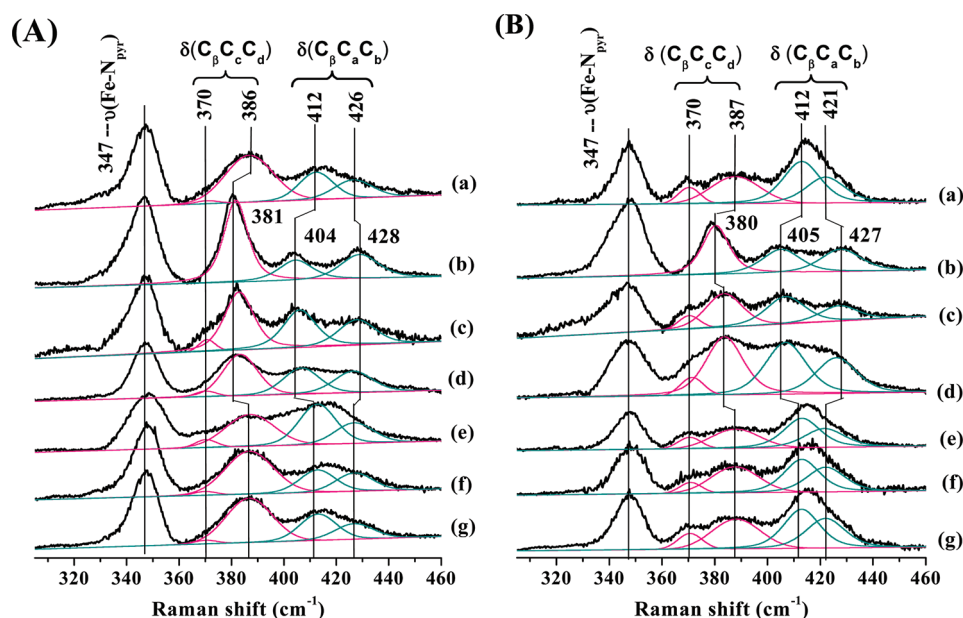 (A)
347 --- υ(Fe-Npyr)
δ(CβCcCd)
δ(CβCaCb)
370
386
412
426
(a)
381
404
428
(b)
(c)
(d)
(e)
(f)
(g)
320 340 360 380 400 420 440 460
Raman shift (cm-1)
(B)
347 --- υ(Fe-Npyr)
δ (CβCcCd)
δ(CβCaCb)
370
387
412
421
(a)
380
405
427
(b)
(c)
(d)
(e)
(f)
(g)
320 340 360 380 400 420 440 460
Raman shift (cm-1)